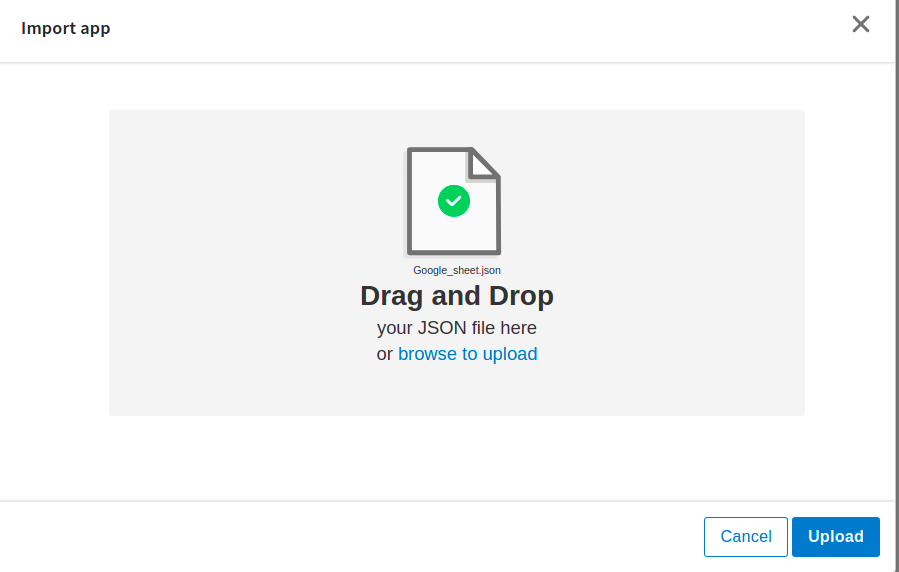 Import app
Google_sheet.json
Drag and Drop
your JSON file here
or browse to upload
Cancel
Upload